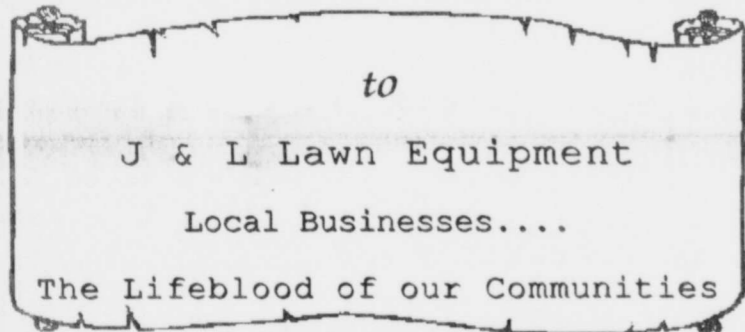 to
J & L Lawn Equipment
Local Businesses....
The Lifeblood of our Communities